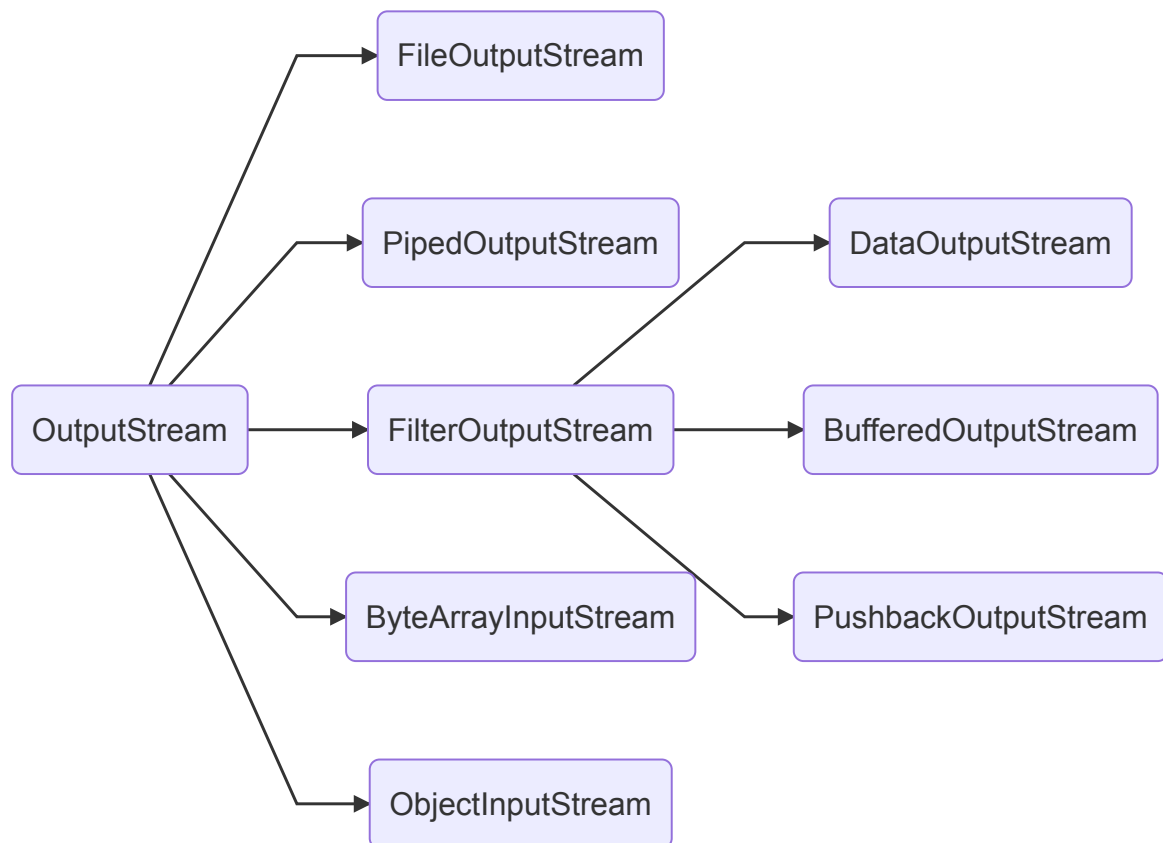 FileOutputStream
PipedOutputStream
DataOutputStream
OutputStream
FilterOutputStream
BufferedOutputStream
ByteArrayInputStream
PushbackOutputStream
ObjectInputStream